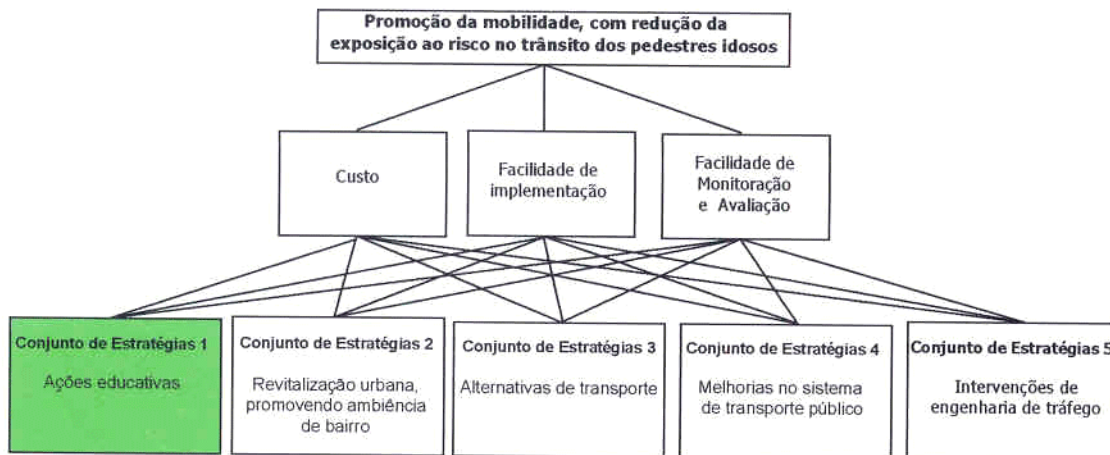 Promoção da mobilidade, com redução da
exposição ao risco no trânsito dos pedestres idosos
Custo
Facilidade de
implementação
Facilidade de
Monitoração
e Avaliação
Conjunto de Estratégias 1
Ações educativas
Conjunto de Estratégias 2
Revitalização urbana,
promovendo ambiência
de bairro
Conjunto de Estratégias 3
Alternativas de transporte
Conjunto de Estratégias 4
Melhorias no sistema
de transporte público
Conjunto de Estratégias 5
Intervenções de
engenharia de tráfego